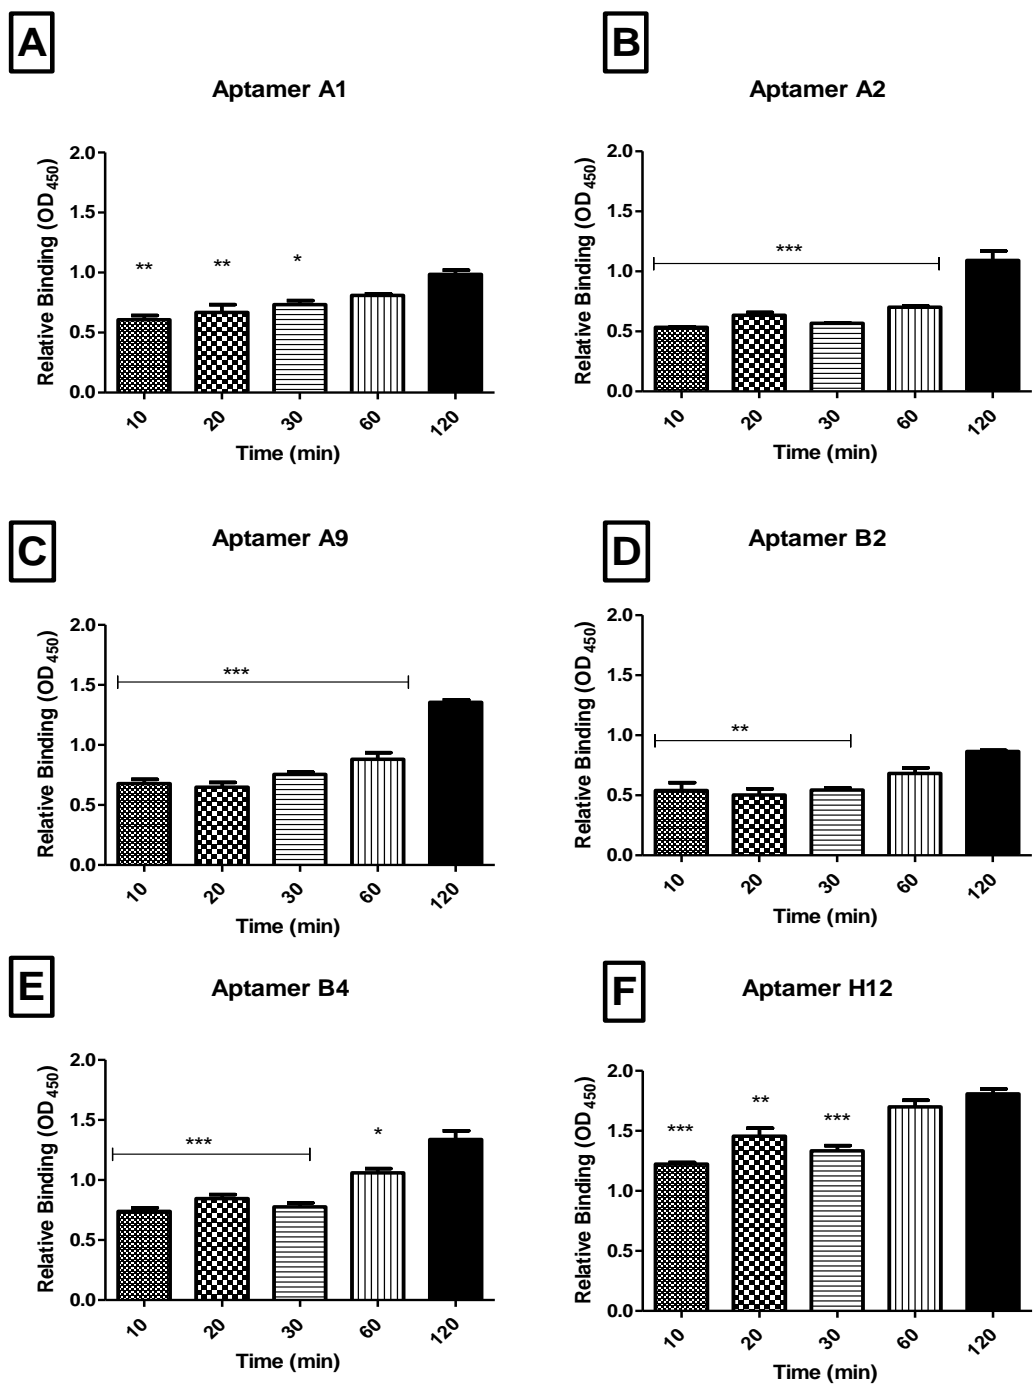 A
Aptamer A1
Relative Binding (OD450)
2.0
1.5
1.0
0.5
0.0
**
**
*
10
20
30
60
120
Time (min)
B
Aptamer A2
Relative Binding (OD450)
2.0
1.5
1.0
0.5
0.0
***
10
20
30
60
120
Time (min)
C
Aptamer A9
Relative Binding (OD450)
2.0
1.5
1.0
0.5
0.0
***
10
20
30
60
120
Time (min)
D
Aptamer B2
Relative Binding (OD450)
2.0
1.5
1.0
0.5
0.0
**
10
20
30
60
120
Time (min)
E
Aptamer B4
Relative Binding (OD450)
2.0
1.5
1.0
0.5
0.0
***
*
10
20
30
60
120
Time (min)
F
Aptamer H12
Relative Binding (OD450)
2.0
1.5
1.0
0.5
0.0
***
**
***
10
20
30
60
120
Time (min)